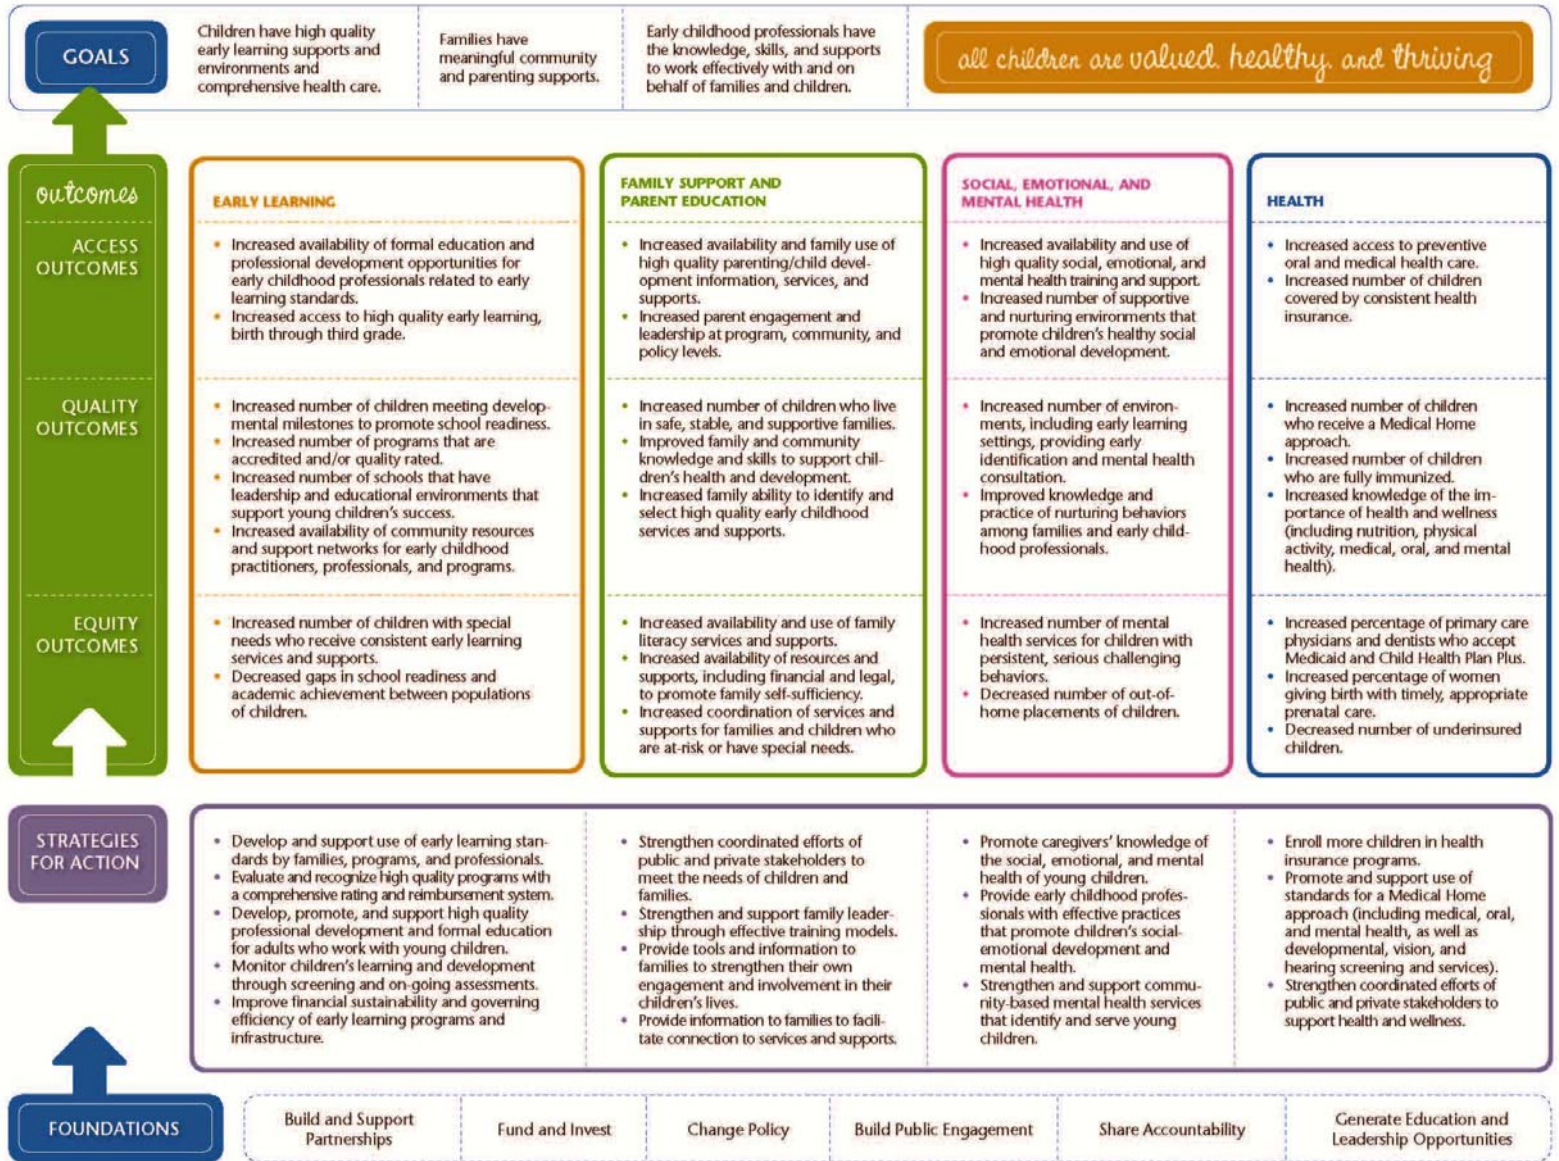 GOALS
Children have high quality
early learning supports and
environments and
comprehensive health care.
Families have
meaningful community
and parenting supports.
Early childhood professionals have
the knowledge, skills, and supports
to work effectively with and on
behalf of families and children.
all children are valued, healthy, and thriving
outcomes
EARLY LEARNING
FAMILY SUPPORT AND
PARENT EDUCATION
SOCIAL, EMOTIONAL, AND
MENTAL HEALTH
HEALTH
ACCESS
OUTCOMES
• Increased availability of formal education and
professional development opportunities for
early childhood professionals related to early
learning standards.
• Increased access to high quality early learning,
birth through third grade.
• Increased availability and family use of
high quality parenting/child devel-
opment information, services, and
supports.
• Increased parent engagement and
leadership at program, community, and
policy levels.
• Increased availability and use of
high quality social, emotional, and
mental health training and support.
• Increased number of supportive
and nurturing environments that
promote children's healthy social
and emotional development.
• Increased access to preventive
oral and medical health care.
• Increased number of children
covered by consistent health
insurance.
QUALITY
OUTCOMES
• Increased number of children meeting develop-
mental milestones to promote school readiness.
• Increased number of programs that are
accredited and/or quality rated.
• Increased number of schools that have
leadership and educational environments that
support young children's success.
• Increased availability of community resources
and support networks for early childhood
practitioners, professionals, and programs.
• Increased number of children who live
in safe, stable, and supportive families.
• Improved family and community
knowledge and skills to support chil-
dren's health and development.
• Increased family ability to identify and
select high quality early childhood
services and supports.
• Increased number of environ-
ments, including early learning
settings, providing early
identification and mental health
consultation.
• Improved knowledge and
practice of nurturing behaviors
among families and early child-
hood professionals.
• Increased number of children
who receive a Medical Home
approach.
• Increased number of children
who are fully immunized.
• Increased knowledge of the im-
portance of health and wellness
(including nutrition, physical
activity, medical, oral, and mental
health).
EQUITY
OUTCOMES
• Increased number of children with special
needs who receive consistent early learning
services and supports.
• Decreased gaps in school readiness and
academic achievement between populations
of children.
• Increased availability and use of family
literacy services and supports.
• Increased availability of resources and
supports, including financial and legal,
to promote family self-sufficiency.
• Increased coordination of services and
supports for families and children who
are at-risk or have special needs.
• Increased number of mental
health services for children with
persistent, serious challenging
behaviors.
• Decreased number of out-of-
home placements of children.
• Increased percentage of primary care
physicians and dentists who accept
Medicaid and Child Health Plan Plus.
• Increased percentage of women
giving birth with timely, appropriate
prenatal care.
• Decreased number of underinsured
children.
STRATEGIES
FOR ACTION
• Develop and support use of early learning stan-
dards by families, programs, and professionals.
• Evaluate and recognize high quality programs with
a comprehensive rating and reimbursement system.
• Develop, promote, and support high quality
professional development and formal education
for adults who work with young children.
• Monitor children's learning and development
through screening and on-going assessments.
• Improve financial sustainability and governing
efficiency of early learning programs and
infrastructure.
• Strengthen coordinated efforts of
public and private stakeholders to
meet the needs of children and
families.
• Strengthen and support family leader-
ship through effective training models.
• Provide tools and information to
families to strengthen their own
engagement and involvement in their
children's lives.
• Provide information to families to facili-
tate connection to services and supports.
• Promote caregivers' knowledge of
the social, emotional, and mental
health of young children.
• Provide early childhood profes-
sionals with effective practices
that promote children's social-
emotional development and
mental health.
• Strengthen and support commu-
nity-based mental health services
that identify and serve young
children.
• Enroll more children in health
insurance programs.
• Promote and support use of
standards for a Medical Home
approach (including medical, oral,
and mental health, as well as
developmental, vision, and
hearing screening and services).
• Strengthen coordinated efforts of
public and private stakeholders to
support health and wellness.
FOUNDATIONS
Build and Support
Partnerships
Fund and Invest
Change Policy
Build Public Engagement
Share Accountability
Generate Education and
Leadership Opportunities